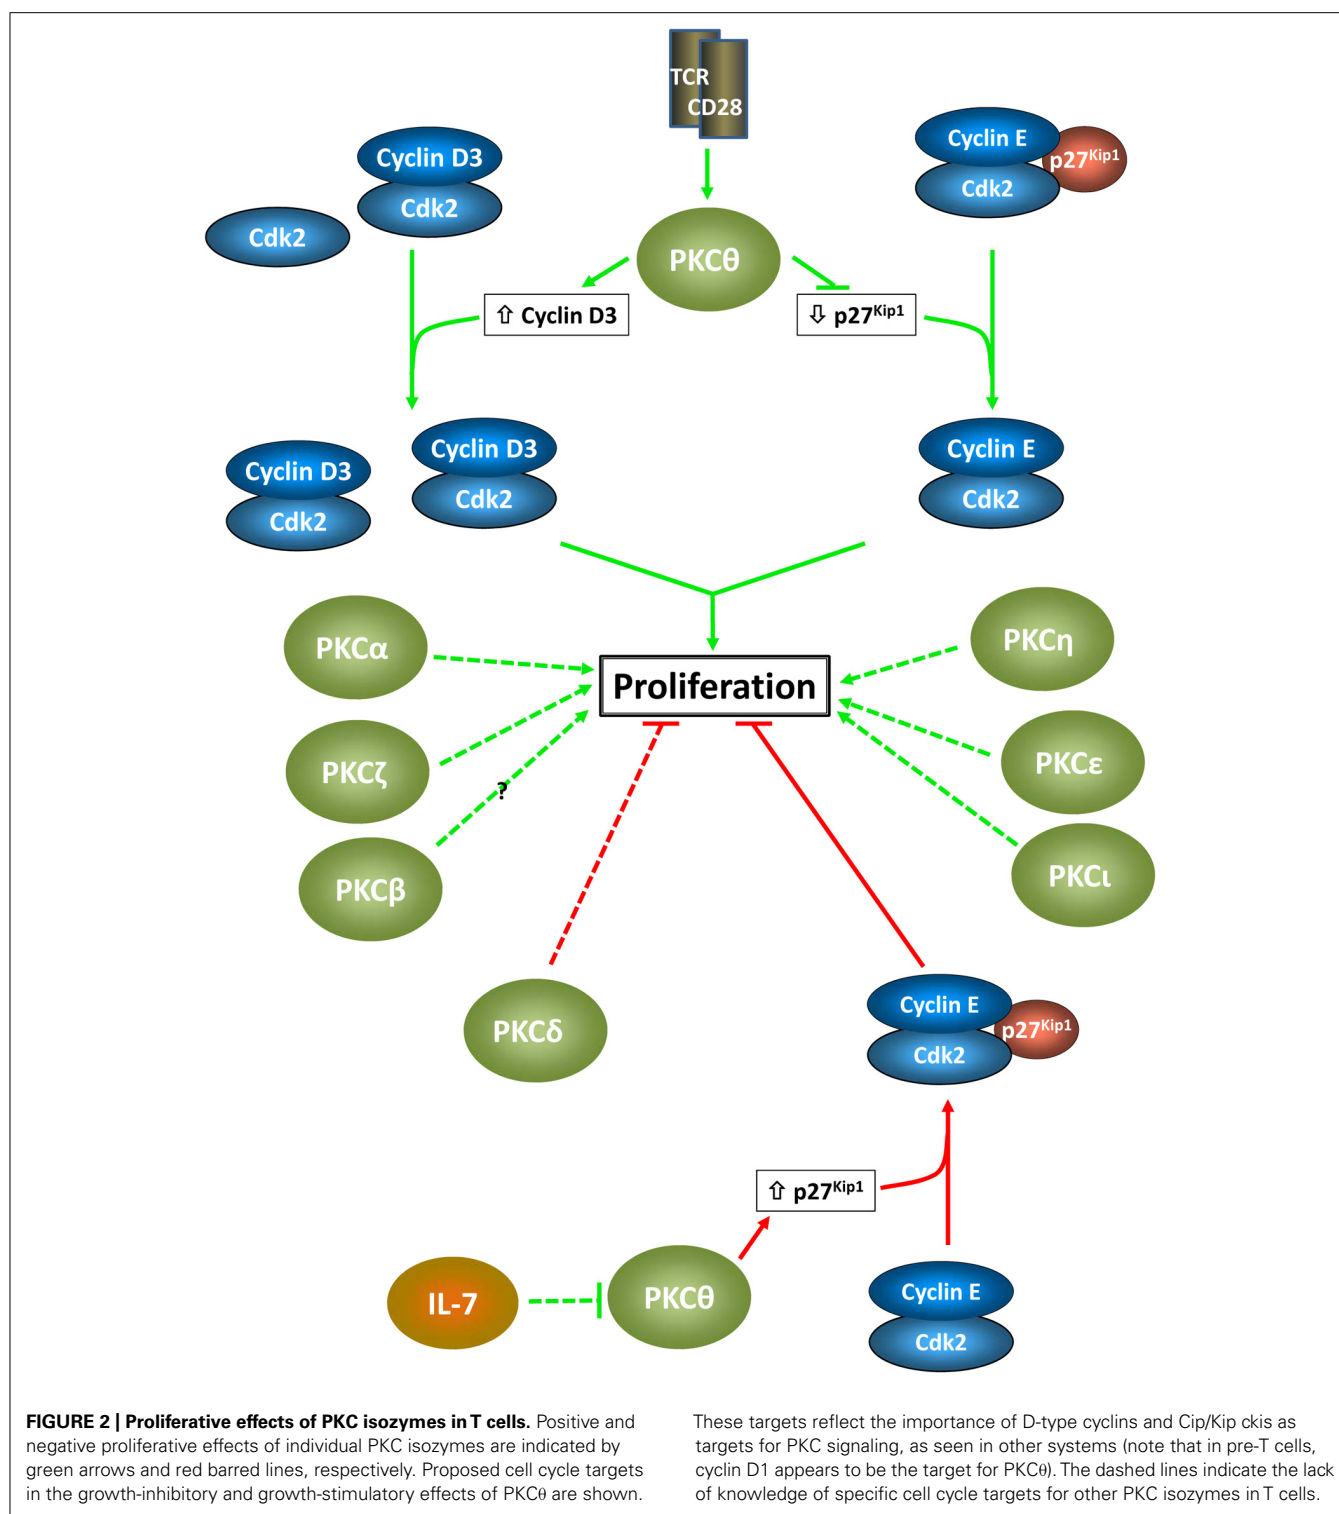 TCR
CD28
Cyclin D3
Cdk2
Cdk2
Cyclin E
p27Kip1
Cdk2
PKCθ
⇧ Cyclin D3
⇩ p27Kip1
Cyclin D3
Cdk2
Cyclin D3
Cdk2
Cyclin E
Cdk2
PKCα
PKCη
Proliferation
PKCζ
?
PKCε
PKCβ
PKCι
PKCδ
Cyclin E
p27Kip1
Cdk2
⇧ p27Kip1
IL-7
PKCθ
Cyclin E
Cdk2
FIGURE 2 | Proliferative effects of PKC isozymes in T cells. Positive and
negative proliferative effects of individual PKC isozymes are indicated by
green arrows and red barred lines, respectively. Proposed cell cycle targets
in the growth-inhibitory and growth-stimulatory effects of PKCθ are shown.
These targets reflect the importance of D-type cyclins and Cip/Kip ckis as
targets for PKC signaling, as seen in other systems (note that in pre-T cells,
cyclin D1 appears to be the target for PKCθ). The dashed lines indicate the lack
of knowledge of specific cell cycle targets for other PKC isozymes in T cells.